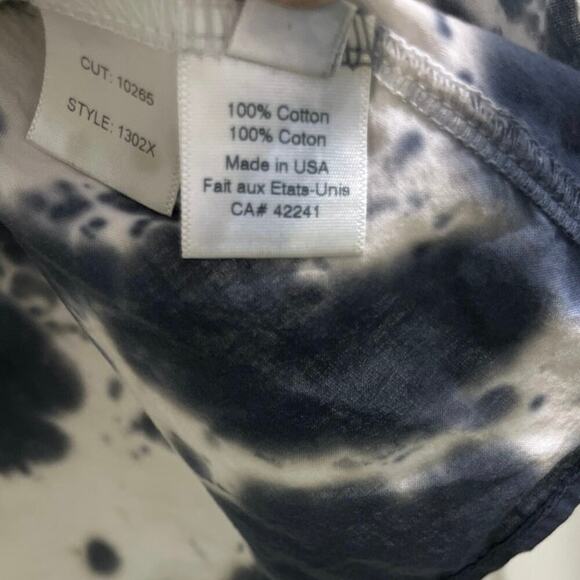 CUT: 10265
STYLE: 1302X
100% Cotton
100% Coton
Made in USA
Fait aux Etats-Unis
CA# 42241